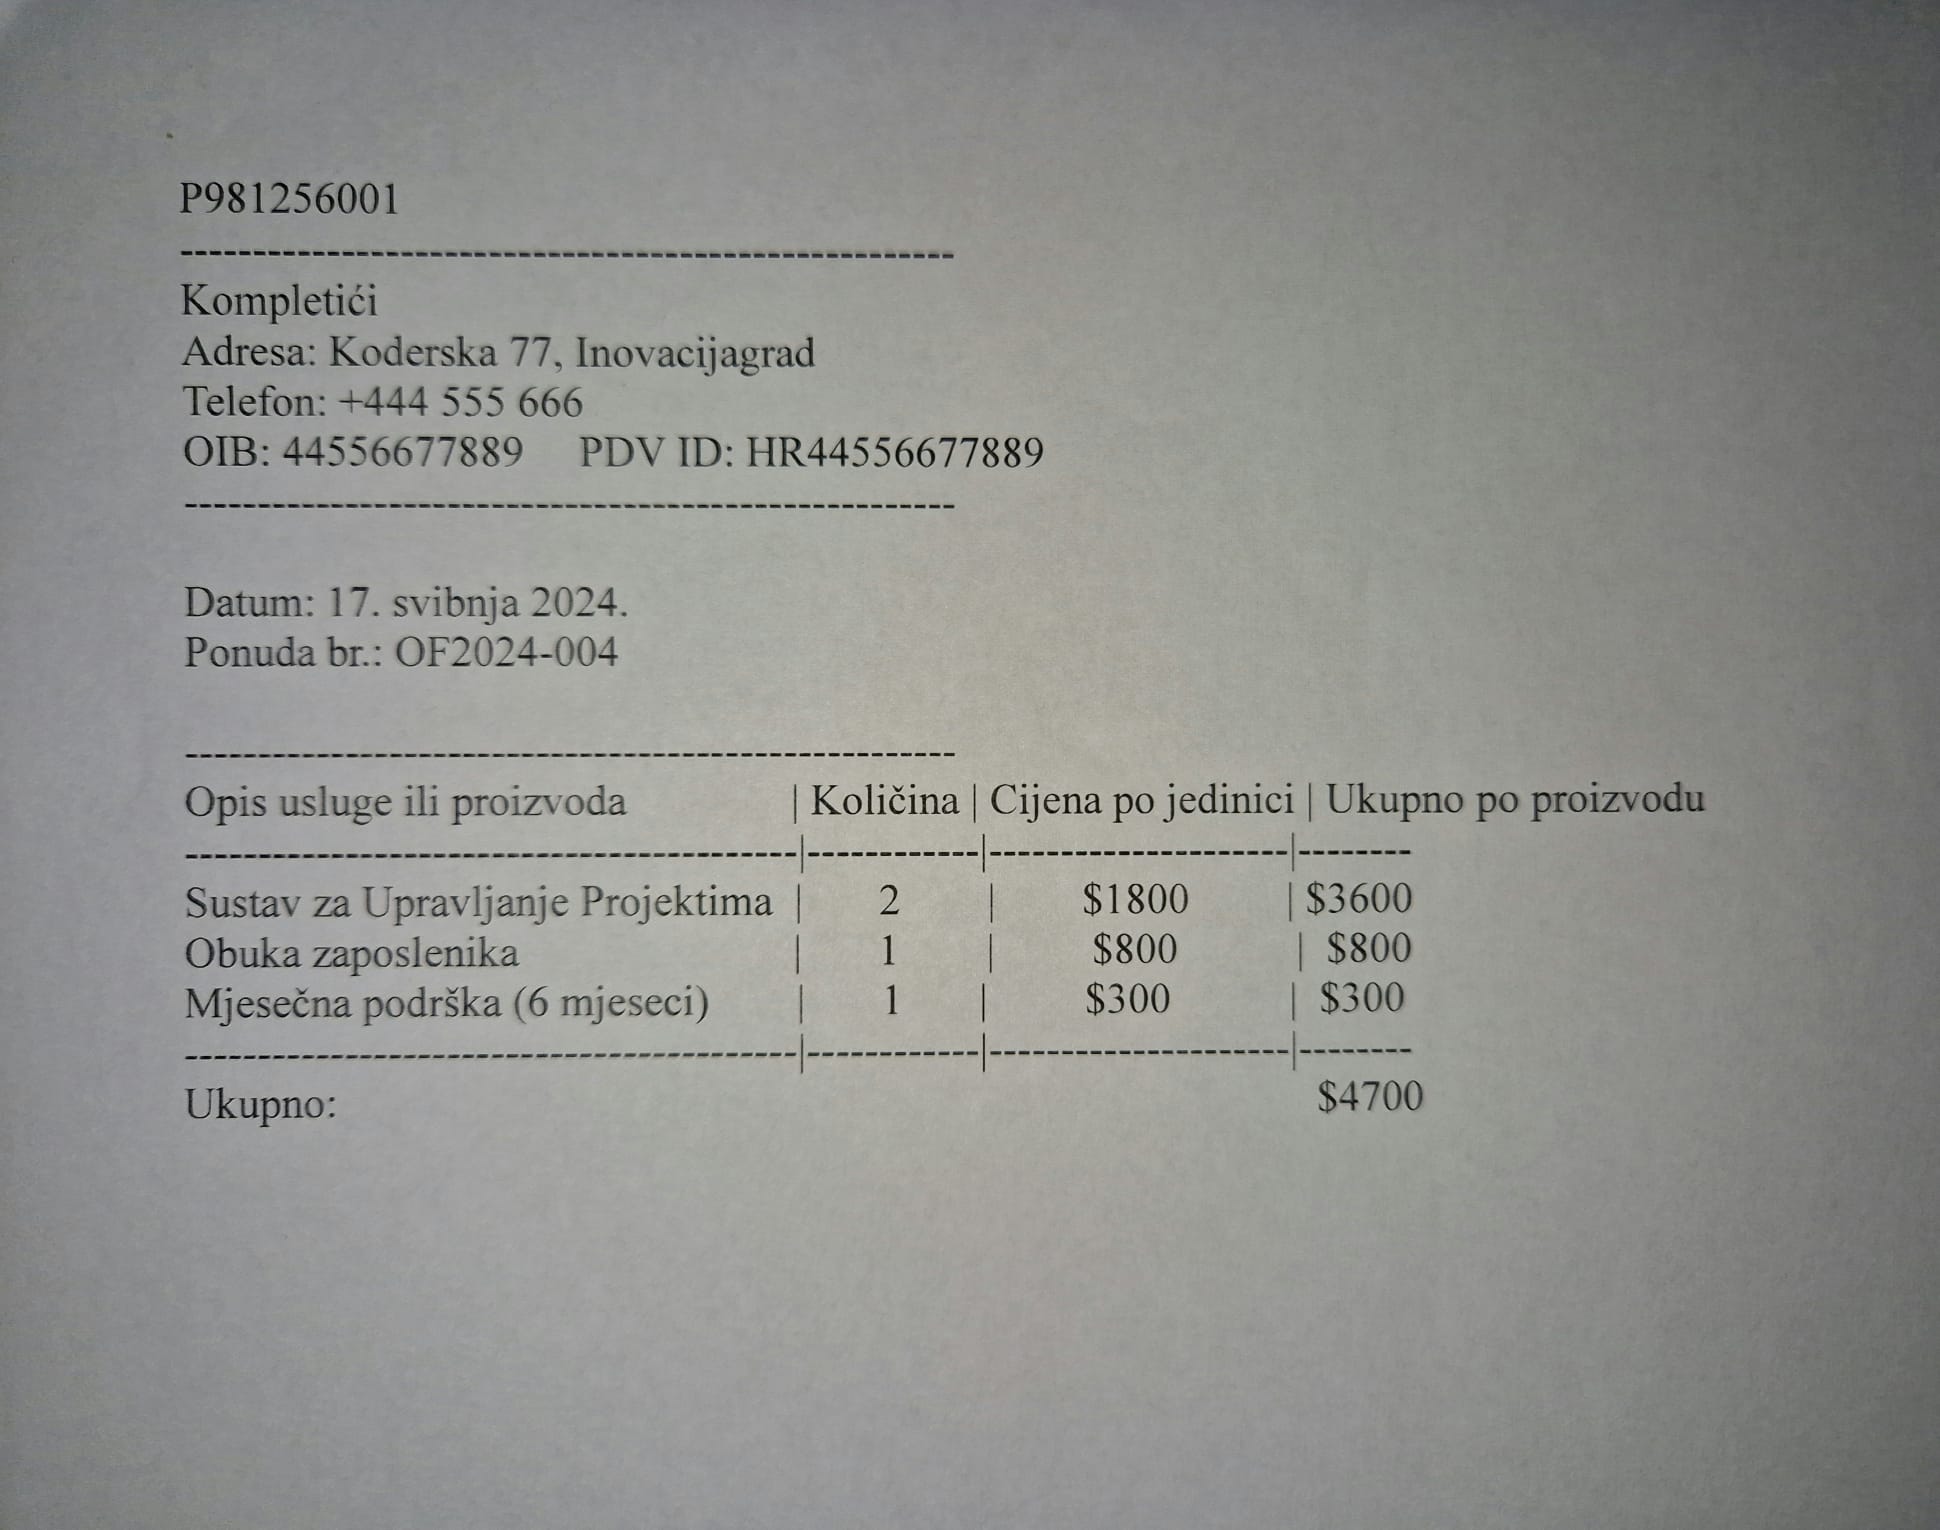 P981256001
-----------------------------------------------------
Kompletići
Adresa: Koderska 77, Inovacijagrad
Telefon: +444 555 666
OIB: 44556677889 PDV ID: HR44556677889
-----------------------------------------------------
Datum: 17. svibnja 2024.
Ponuda br.: OF2024-004
-----------------------------------------------------
Opis usluge ili proizvoda | Količina | Cijena po jedinici | Ukupno po proizvodu
------------------------------------------|------------|---------------------|--------
Sustav za Upravljanje Projektima | 2 | $1800 | $3600
Obuka zaposlenika | 1 | $800 | $800
Mjesečna podrška (6 mjeseci) | 1 | $300 | $300
------------------------------------------|------------|---------------------|--------
Ukupno: $4700